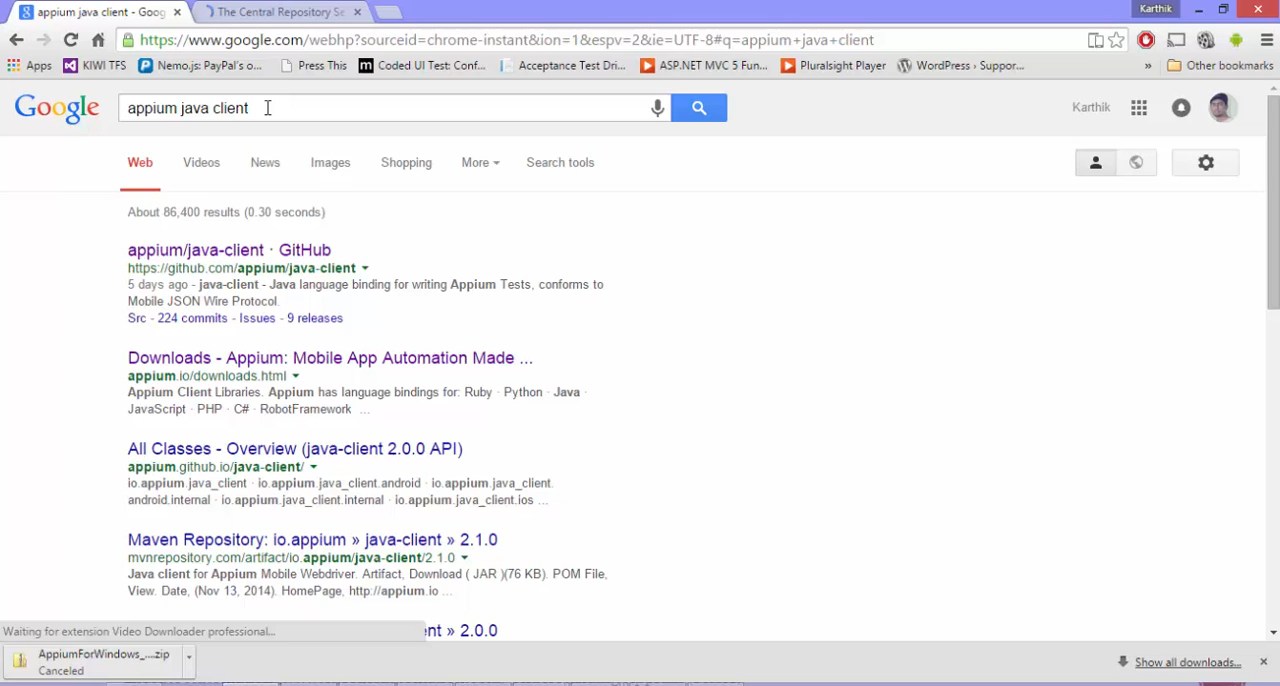 appium java client - Goog
The Central Repository Se
Karthik
https://www.google.com/webhp?sourceid=chrome-instant&ion=1&espv=2&ie=UTF-8#q=appium+java+client
Apps KIWI TFS Nemo.js: PayPal's o... Press This Coded UI Test: Conf... Acceptance Test Dri... ASP.NET MVC 5 Fun... Pluralsight Player WordPress › Suppor... » Other bookmarks
Google appium java client Karthik
Web Videos News Images Shopping More Search tools
About 86,400 results (0.30 seconds)
appium/java-client · GitHub
https://github.com/appium/java-client
5 days ago - java-client - Java language binding for writing Appium Tests, conforms to
Mobile JSON Wire Protocol.
Src - 224 commits - Issues - 9 releases
Downloads - Appium: Mobile App Automation Made ...
appium.io/downloads.html
Appium Client Libraries. Appium has language bindings for: Ruby · Python · Java ·
JavaScript · PHP · C# · RobotFramework ...
All Classes - Overview (java-client 2.0.0 API)
appium.github.io/java-client/
io.appium.java_client · io.appium.java_client.android · io.appium.java_client.
android.internal · io.appium.java_client.internal · io.appium.java_client.ios ...
Maven Repository: io.appium » java-client » 2.1.0
mvnrepository.com/artifact/io.appium/java-client/2.1.0
Java client for Appium Mobile Webdriver. Artifact, Download ( JAR )(76 KB). POM File,
View. Date, (Nov 13, 2014). HomePage, http://appium.io ...
Waiting for extension Video Downloader professional...
ent » 2.0.0
AppiumForWindows_....zip
Canceled
Show all downloads...